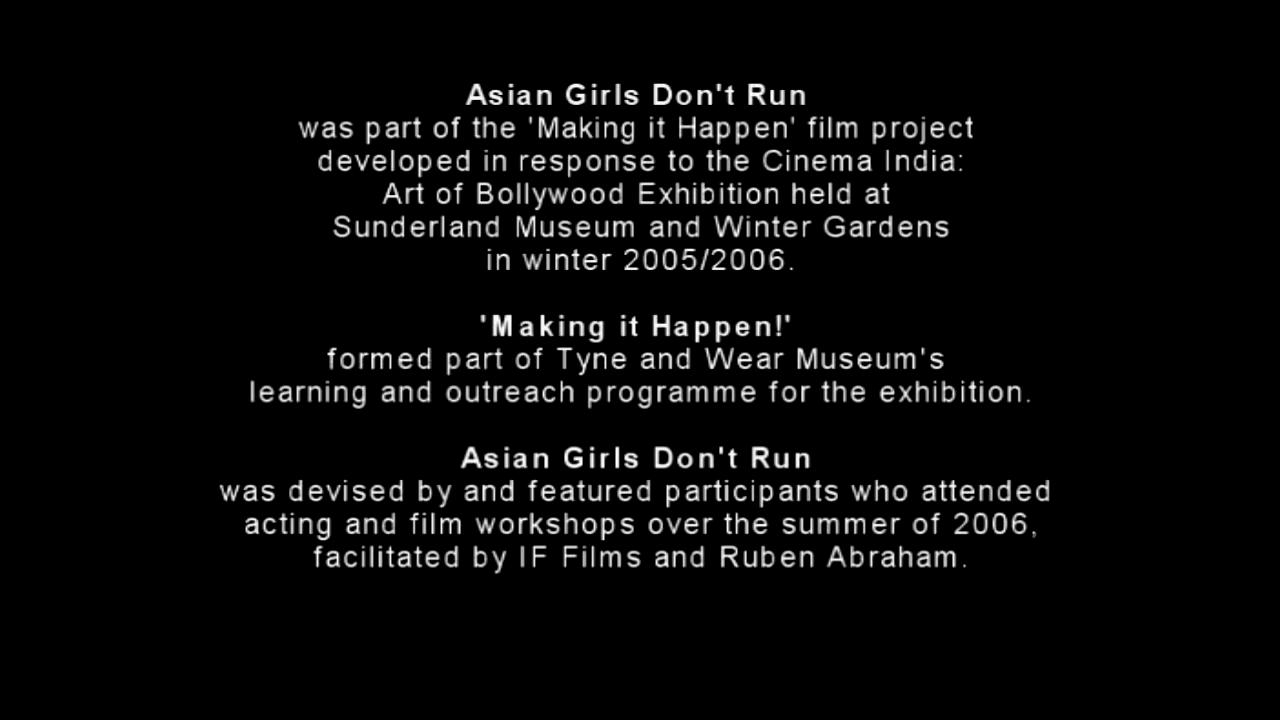 Asian Girls Don't Run
was part of the 'Making it Happen' film project
developed in response to the Cinema India:
Art of Bollywood Exhibition held at
Sunderland Museum and Winter Gardens
in winter 2005/2006.
'Making it Happen!'
formed part of Tyne and Wear Museum's
learning and outreach programme for the exhibition.
Asian Girls Don't Run
was devised by and featured participants who attended
acting and film workshops over the summer of 2006,
facilitated by IF Films and Ruben Abraham.